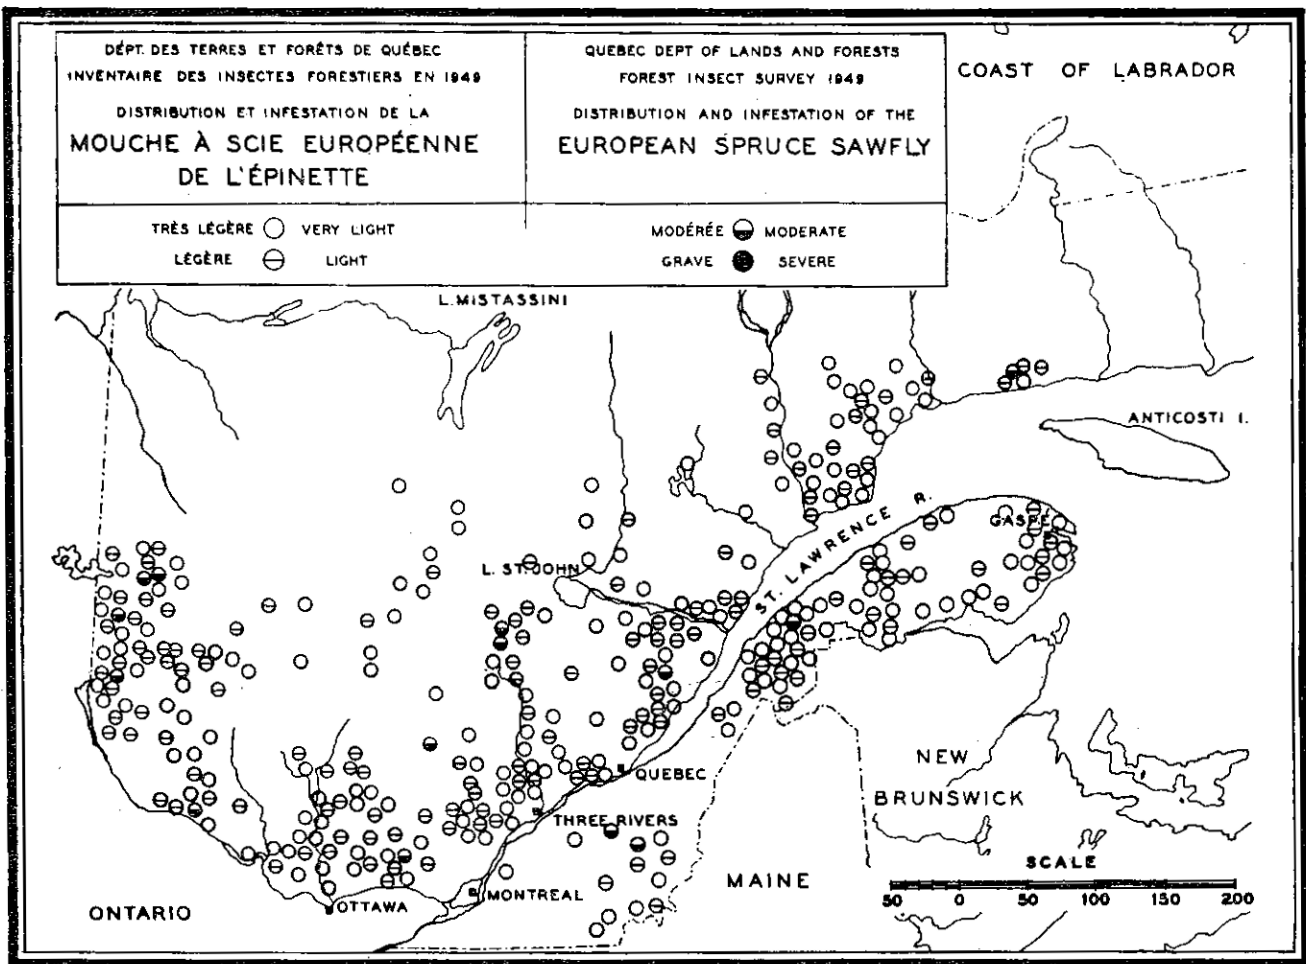 DÉPT. DES TERRES ET FORÊTS DE QUÉBEC
INVENTAIRE DES INSECTES FORESTIERS EN 1949
DISTRIBUTION ET INFESTATION DE LA
MOUCHE À SCIE EUROPÉENNE
DE L'ÉPINETTE
QUEBEC DEPT OF LANDS AND FORESTS
FOREST INSECT SURVEY 1949
DISTRIBUTION AND INFESTATION OF THE
EUROPEAN SPRUCE SAWFLY
TRÈS LÉGÈRE VERY LIGHT
LÉGÈRE LIGHT
MODÉRÉE MODERATE
GRAVE SEVERE
COAST OF LABRADOR
L. MISTASSINI
ANTICOSTI I.
ST. LAWRENCE R.
GASPÉ
L. ST. JOHN
QUEBEC
THREE RIVERS
MONTREAL
OTTAWA
ONTARIO
MAINE
NEW
BRUNSWICK
SCALE
50 0 50 100 150 200